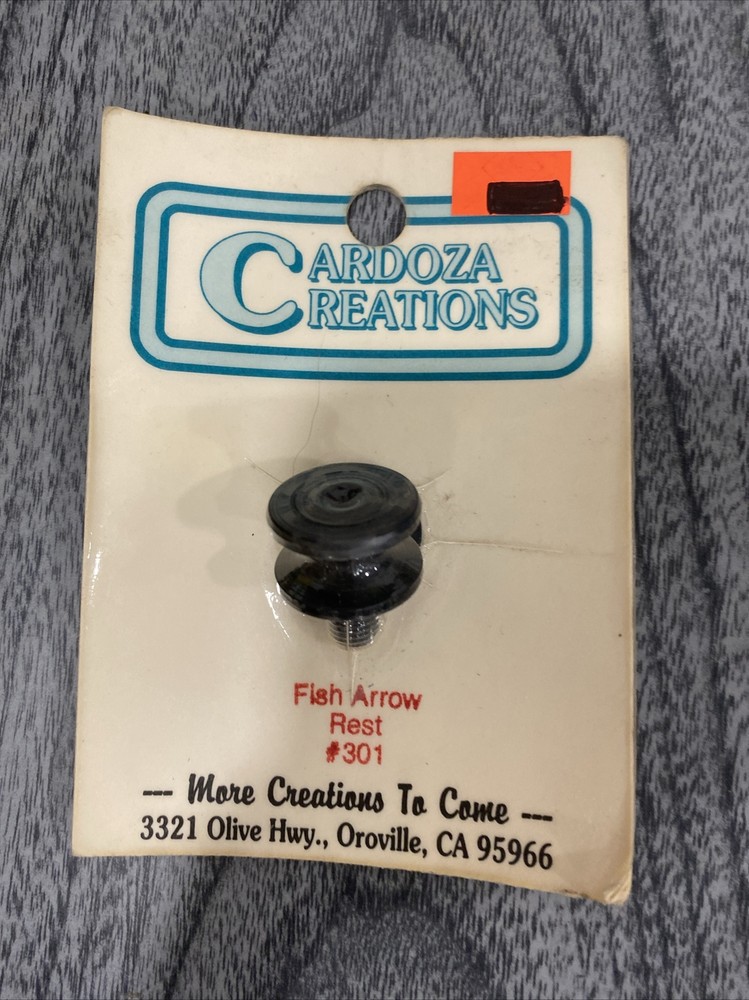 CARDOZA
CREATIONS
Fish Arrow
Rest
#301
--- More Creations To Come ---
3321 Olive Hwy., Oroville, CA 95966